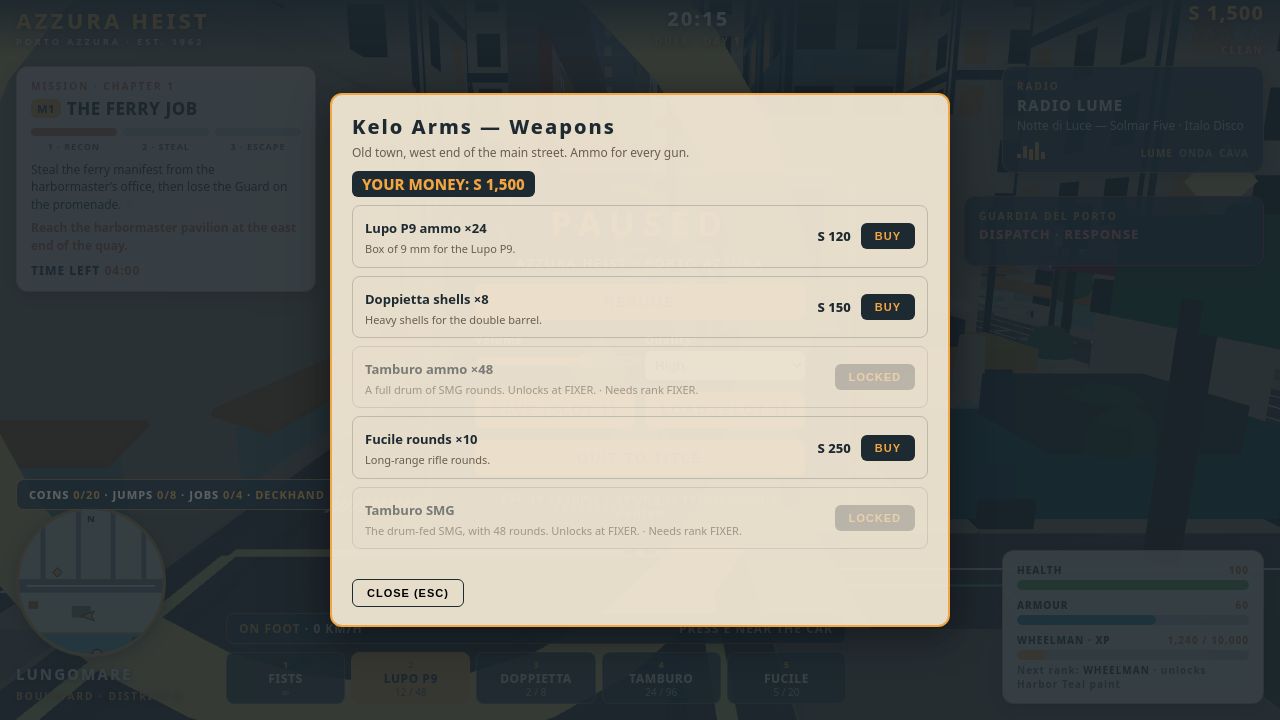 AZZURA HEIST
PORTO AZZURA · EST. 1962
20:15
S 1,500
CLEAN
MISSION · CHAPTER 1
M1 THE FERRY JOB
1 · RECON 2 · STEAL 3 · ESCAPE
Steal the ferry manifest from the
harbormaster's office, then lose the Guard on
the promenade.
Reach the harbormaster pavilion at the east
end of the quay.
TIME LEFT 04:00
RADIO
RADIO LUME
Notte di Luce — Solmar Five · Italo Disco
LUME ONDA CAVA
GUARDIA DEL PORTO
DISPATCH · RESPONSE
Kelo Arms — Weapons
Old town, west end of the main street. Ammo for every gun.
YOUR MONEY: S 1,500
PAUSED
Lupo P9 ammo ×24
Box of 9 mm for the Lupo P9.
S 120 BUY
Doppietta shells ×8
Heavy shells for the double barrel.
S 150 BUY
Tamburo ammo ×48
A full drum of SMG rounds. Unlocks at FIXER. · Needs rank FIXER.
LOCKED
High
Fucile rounds ×10
Long-range rifle rounds.
S 250 BUY
QUIT TO TITLE
Tamburo SMG
The drum-fed SMG, with 48 rounds. Unlocks at FIXER. · Needs rank FIXER.
LOCKED
CLOSE (ESC)
COINS 0/20 · JUMPS 0/8 · JOBS 0/4 · DECKHAND
N
LUNGOMARE
ON FOOT · 0 KM/H PRESS E NEAR THE CAR
1
FISTS
∞
2
LUPO P9
12 / 48
3
DOPPIETTA
2 / 8
4
TAMBURO
24 / 96
5
FUCILE
5 / 20
HEALTH 100
ARMOUR 60
WHEELMAN · XP 1,240 / 10,000
Next rank: WHEELMAN · unlocks
Harbor Teal paint